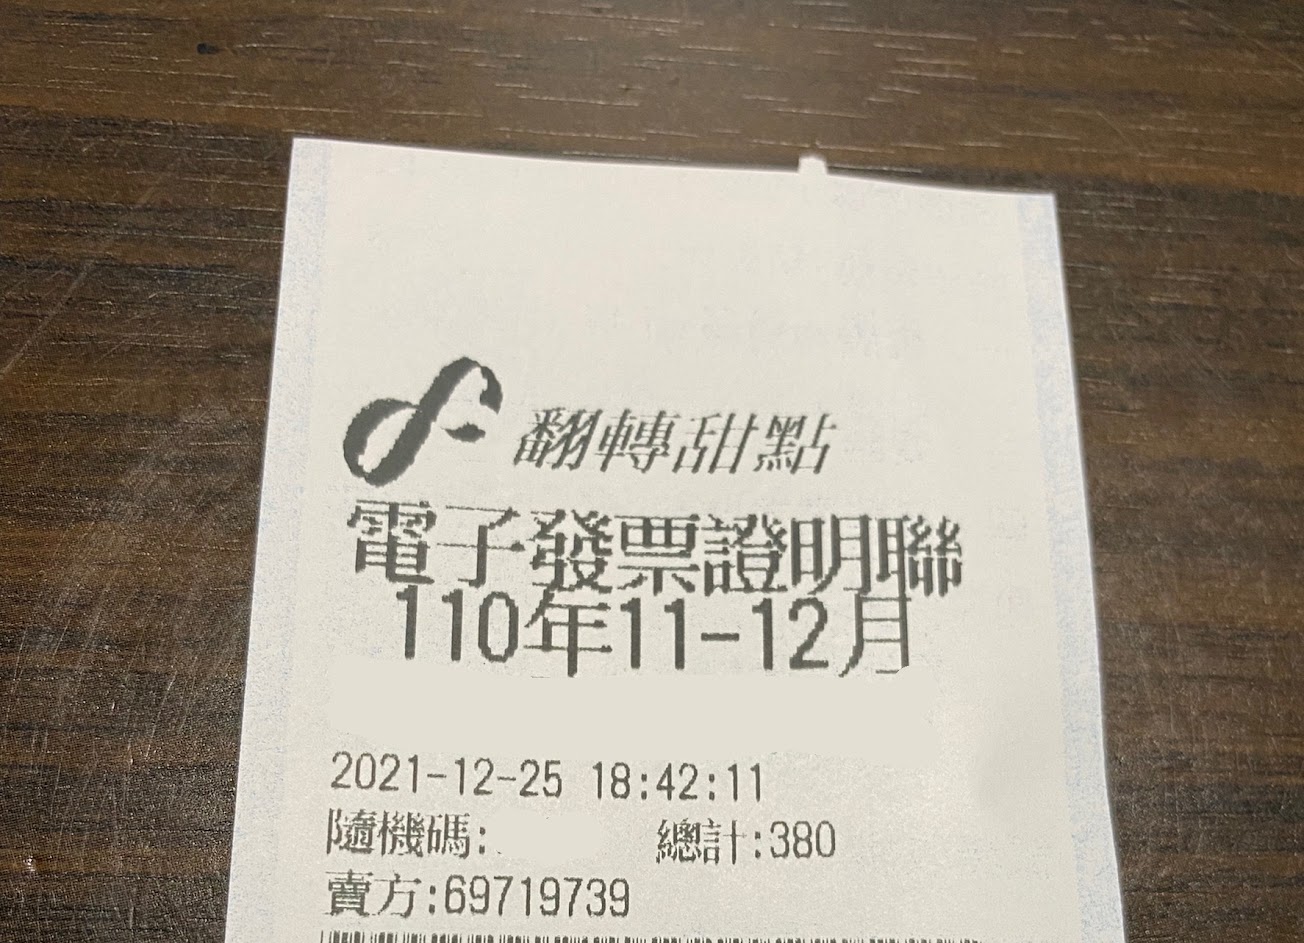 翻轉甜點
電子發票證明聯
110年11-12月
2021-12-25 18:42:11
隨機碼: 總計:380
賣方:69719739